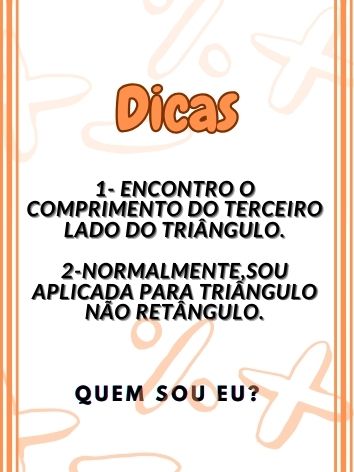 Dicas
1- ENCONTRO O
COMPRIMENTO DO TERCEIRO
LADO DO TRIÂNGULO.
2-NORMALMENTE,SOU
APLICADA PARA TRIÂNGULO
NÃO RETÂNGULO.
QUEM SOU EU?